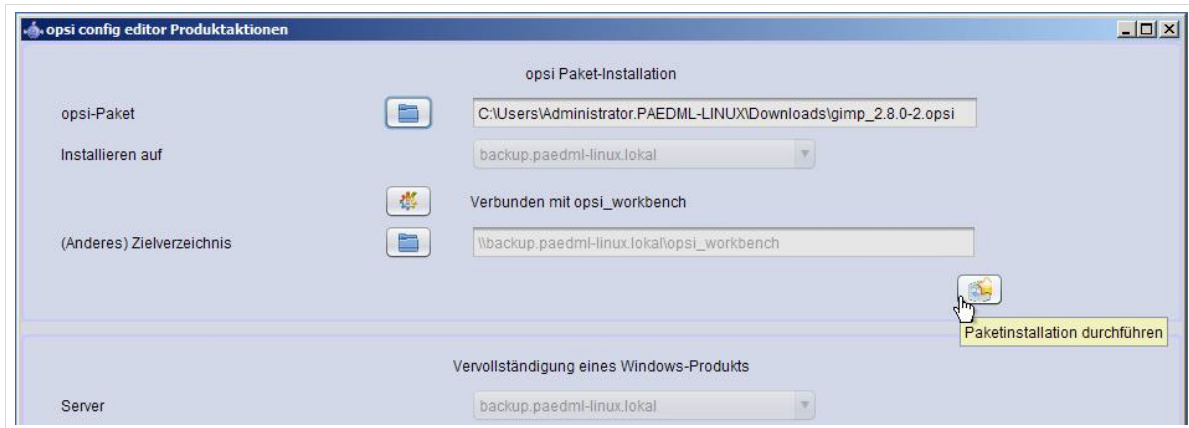 opsi config editor Produktaktionen
opsi Paket-Installation
opsi-Paket
C:\Users\Administrator.PAEDML-LINUX\Downloads\gimp_2.8.0-2.opsi
Installieren auf
backup.paedml-linux.lokal
Verbunden mit opsi_workbench
(Anderes) Zielverzeichnis
\\backup.paedml-linux.lokal\opsi_workbench
Paketinstallation durchführen
Vervollständigung eines Windows-Produkts
Server
backup.paedml-linux.lokal